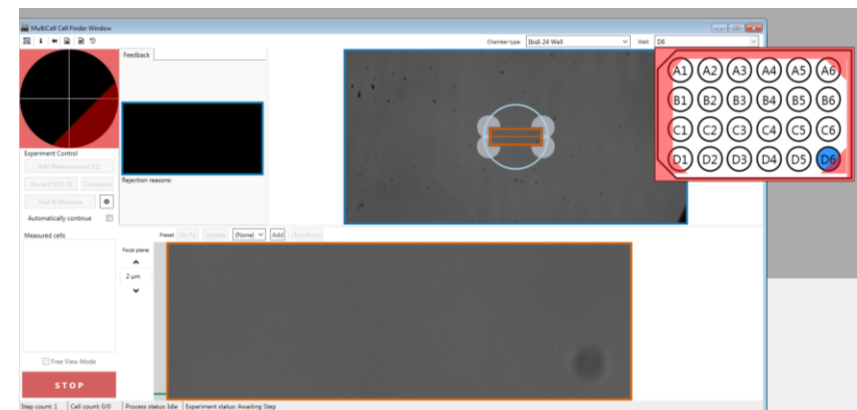 MultiCell Cell Finder Window
Chamber type: Ibidi 24 Well
Well: D6
Feedback
A1 A2 A3 A4 A5 A6
B1 B2 B3 B4 B5 B6
C1 C2 C3 C4 C5 C6
D1 D2 D3 D4 D5 D6
Experiment Control
Add Measurement (Q)
Discard (Ctrl-E) Complete
Find & Measure
Automatically continue
Rejection reasons:
Measured cells
Preset: Go To Update (None) Add Autofocus
Focal plane:
2 µm
Free View Mode
STOP
Step count: 1 Cell count: 0/0 Process status: Idle Experiment status: Awaiting Step